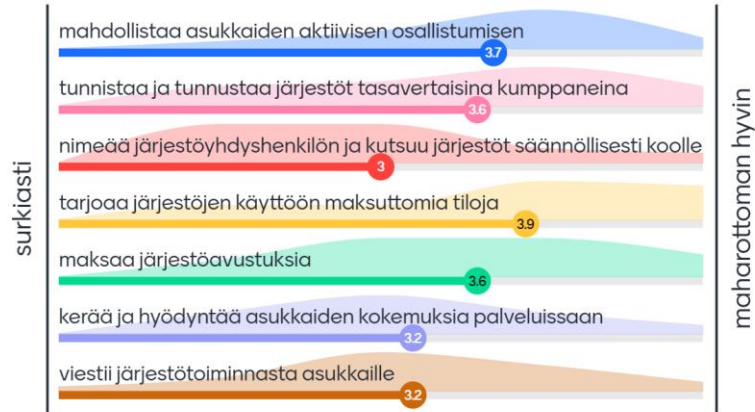 surkiasti
mahdollistaa asukkaiden aktiivisen osallistumisen
3.7
tunnistaa ja tunnustaa järjestöt tasavertaisina kumppaneina
3.6
nimeää järjestöyhdyshenkilön ja kutsuu järjestöt säännöllisesti koolle
3
tarjoaa järjestöjen käyttöön maksuttomia tiloja
3.9
maksaa järjestöavustuksia
3.6
kerää ja hyödyntää asukkaiden kokemuksia palveluissaan
3.2
viestii järjestötoiminnasta asukkaille
3.2
maharottoman hyvin